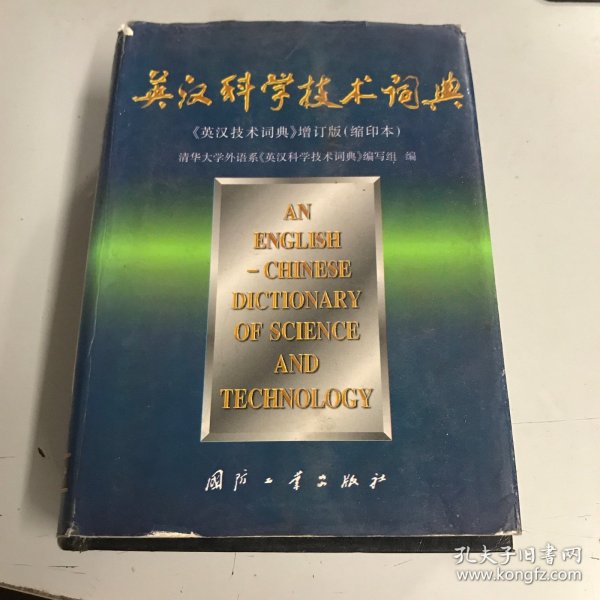 英汉科学技术词典
《英汉技术词典》增订版(缩印本)
清华大学外语系《英汉科学技术词典》编写组 编
AN
ENGLISH
-CHINESE
DICTIONARY
OF SCIENCE
AND
TECHNOLOGY
国防工业出版社
孔夫子旧书网
www.kongfz.com